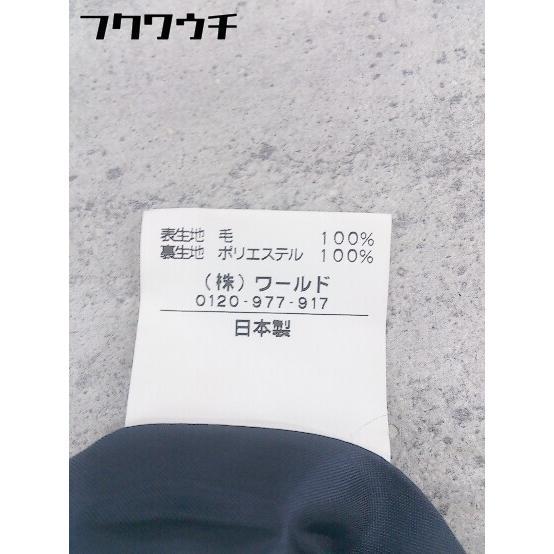 フクワウチ
表生地 毛 100%
裏生地 ポリエステル 100%
(株)ワールド
0120-977-917
日本製